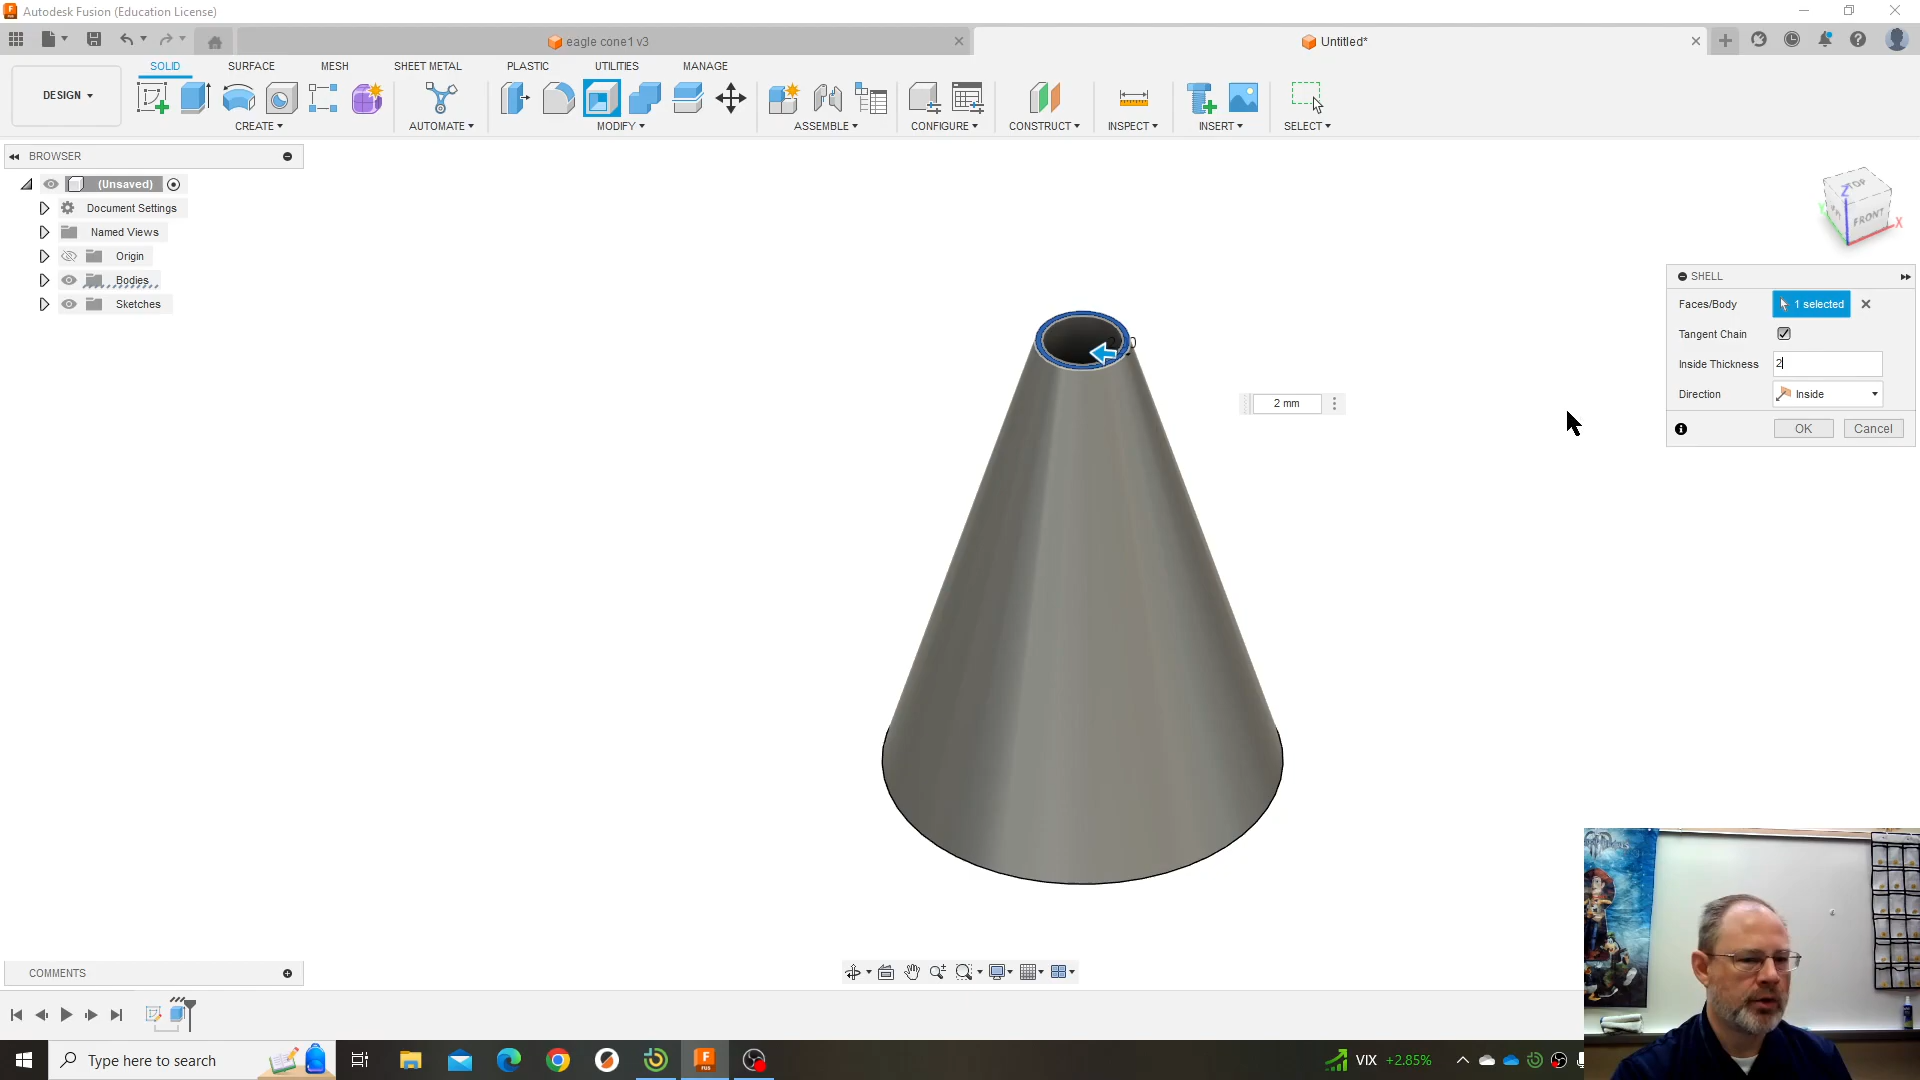 Autodesk Fusion (Education License)
eagle cone1 v3
Untitled*
SOLID SURFACE MESH SHEET METAL PLASTIC UTILITIES MANAGE
DESIGN
CREATE AUTOMATE MODIFY ASSEMBLE CONFIGURE CONSTRUCT INSPECT INSERT SELECT
BROWSER
(Unsaved)
Document Settings
Named Views
Origin
Bodies
Sketches
TOP
FRONT
Z
X
SHELL
Faces/Body 1 selected
Tangent Chain
Inside Thickness 2
Direction Inside
OK Cancel
2 mm
COMMENTS
Type here to search
VIX +2.85%